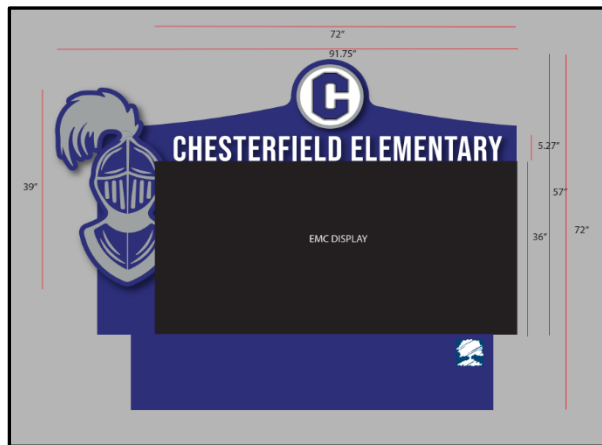 72"
91.75"
C
CHESTERFIELD ELEMENTARY
5.27"
39"
57"
36"
72"
EMC DISPLAY